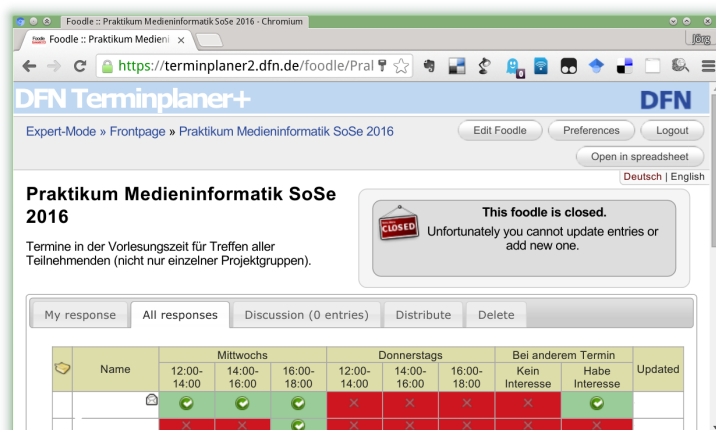 Foodle :: Praktikum Medieninformatik SoSe 2016 - Chromium
Foodle :: Praktikum Medieni
Jörg
https://terminplaner2.dfn.de/foodle/Pral
0
DFN Terminplaner+
DFN
Expert-Mode » Frontpage » Praktikum Medieninformatik SoSe 2016
Edit Foodle
Preferences
Logout
Open in spreadsheet
Deutsch | English
Praktikum Medieninformatik SoSe
2016
Termine in der Vorlesungszeit für Treffen aller
Teilnehmenden (nicht nur einzelner Projektgruppen).
CLOSED
This foodle is closed.
Unfortunately you cannot update entries or
add new one.
My response
All responses
Discussion (0 entries)
Distribute
Delete
Name
Mittwochs
Donnerstags
Bei anderem Termin
Updated
12:00-
14:00
14:00-
16:00
16:00-
18:00
12:00-
14:00
14:00-
16:00
16:00-
18:00
Kein
Interesse
Habe
Interesse